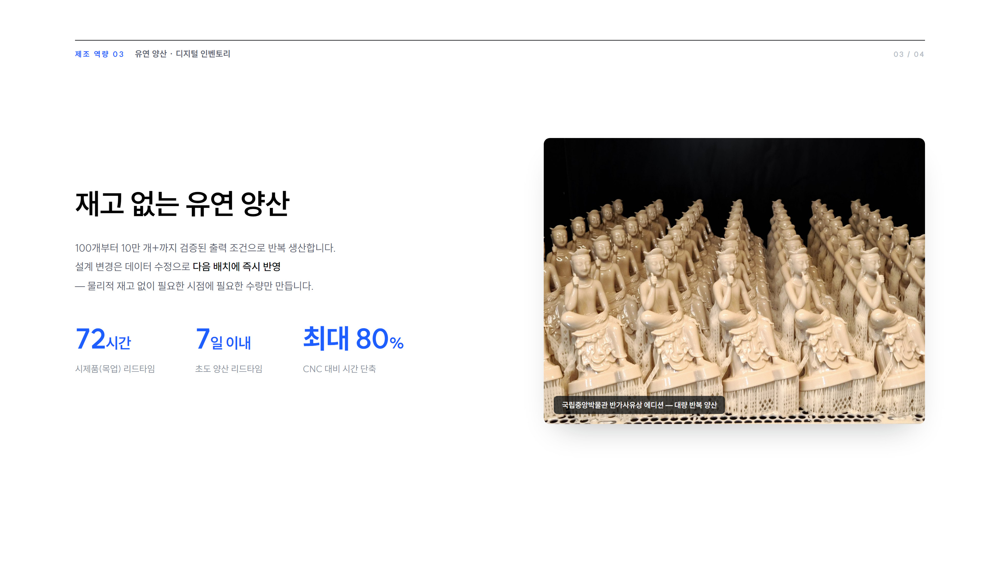 제조 역량 03 유연 양산 · 디지털 인벤토리
03 / 04
재고 없는 유연 양산
100개부터 10만 개+까지 검증된 출력 조건으로 반복 생산합니다.
설계 변경은 데이터 수정으로 다음 배치에 즉시 반영
— 물리적 재고 없이 필요한 시점에 필요한 수량만 만듭니다.
72시간
시제품(목업) 리드타임
7일 이내
초도 양산 리드타임
최대 80%
CNC 대비 시간 단축
국립중앙박물관 반가사유상 에디션 — 대량 반복 양산